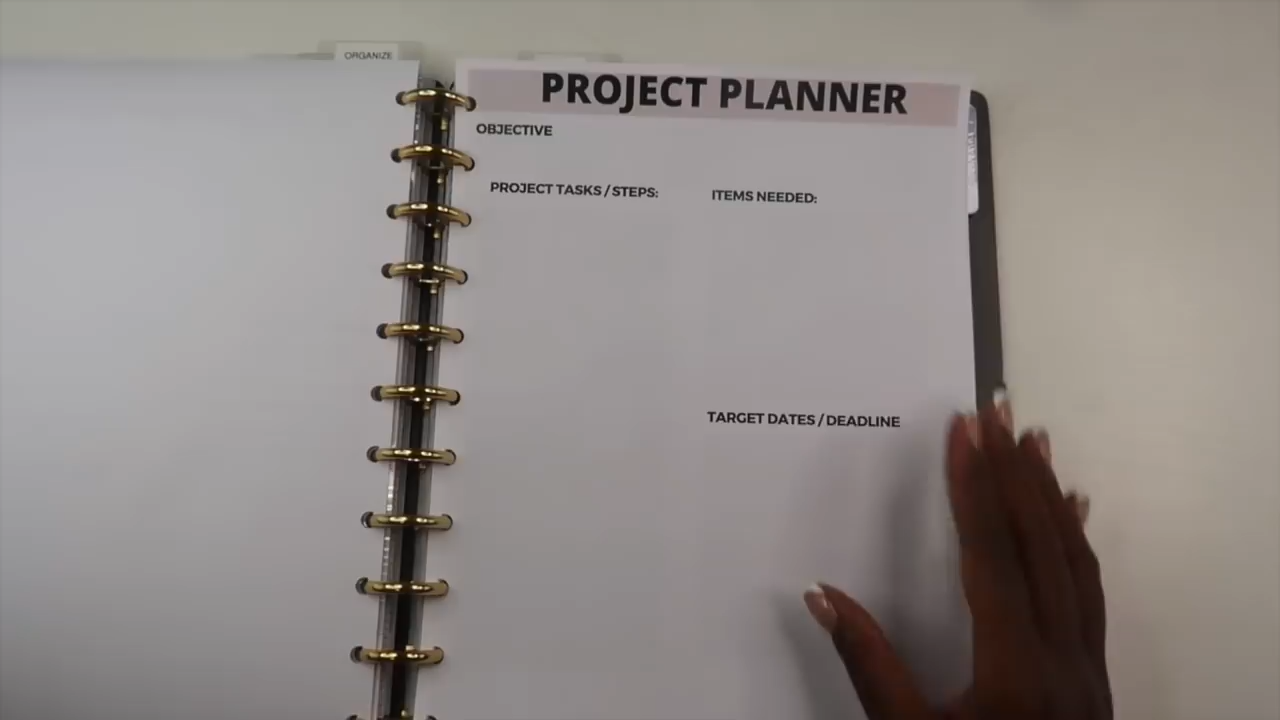 ORGANIZE
PROJECT PLANNER
OBJECTIVE
PROJECT TASKS / STEPS:
ITEMS NEEDED:
TARGET DATES / DEADLINE